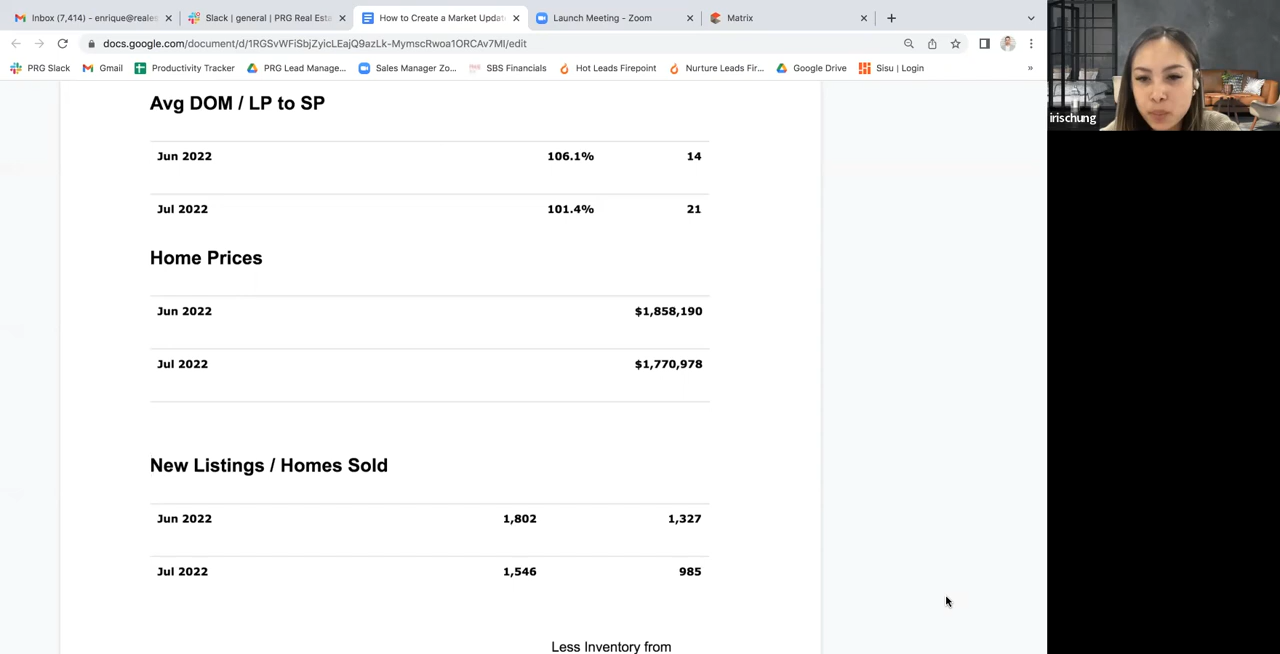 Inbox (7,414) - enrique@reales
Slack | general | PRG Real Esta
How to Create a Market Updat
Launch Meeting - Zoom
Matrix
docs.google.com/document/d/1RGSvWFiSbjZyicLEajQ9azLk-MymscRwoa1ORCAv7MI/edit
PRG Slack
Gmail
Productivity Tracker
PRG Lead Manage...
Sales Manager Zo...
SBS Financials
Hot Leads Firepoint
Nurture Leads Fir...
Google Drive
Sisu | Login
»
irischung
Avg DOM / LP to SP
Jun 2022 106.1% 14
Jul 2022 101.4% 21
Home Prices
Jun 2022 $1,858,190
Jul 2022 $1,770,978
New Listings / Homes Sold
Jun 2022 1,802 1,327
Jul 2022 1,546 985
Less Inventory from